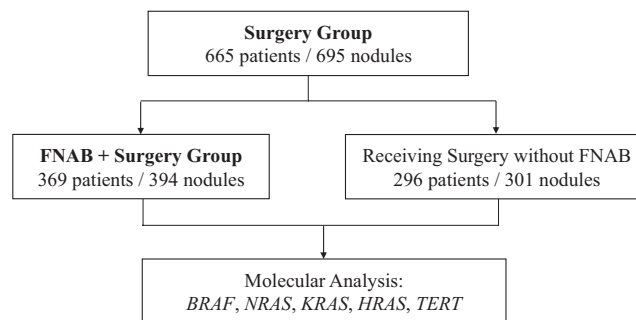 Surgery Group
665 patients / 695 nodules
FNAB + Surgery Group
369 patients / 394 nodules
Receiving Surgery without FNAB
296 patients / 301 nodules
Molecular Analysis:
BRAF, NRAS, KRAS, HRAS, TERT